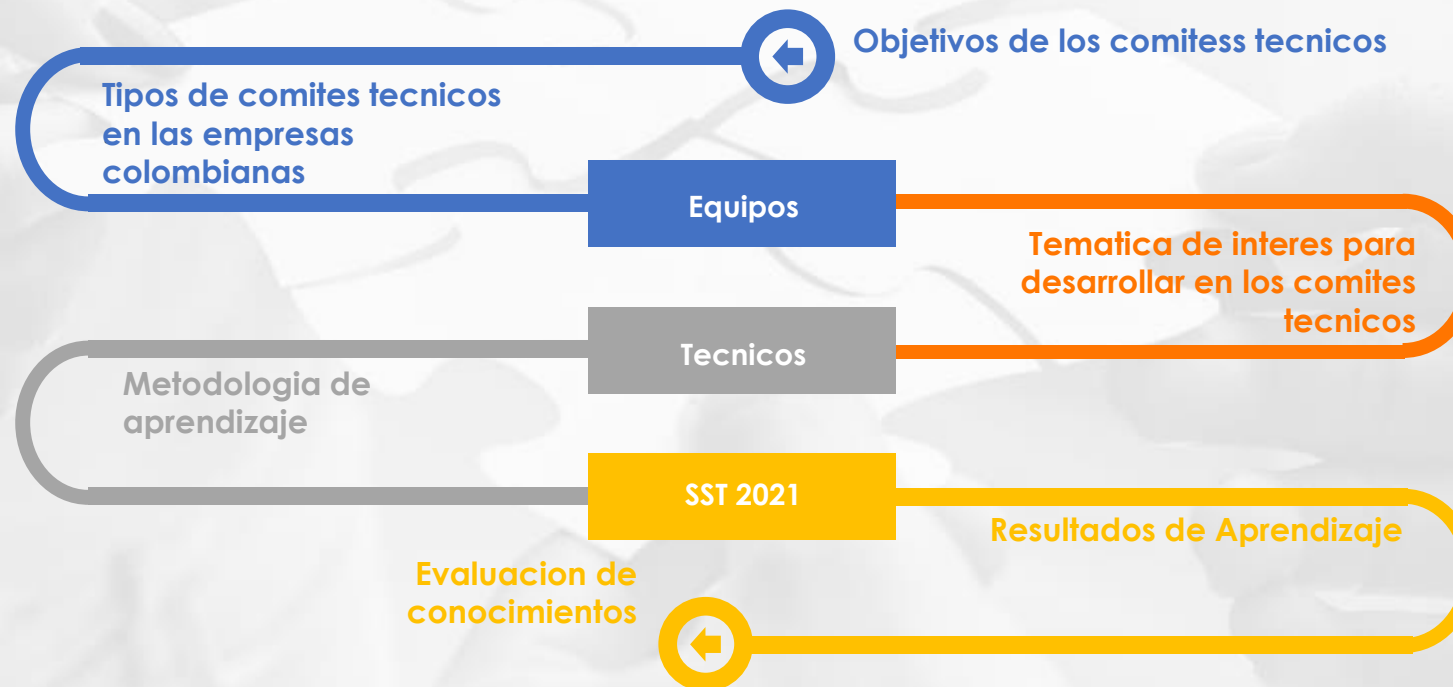 Objetivos de los comitess tecnicos
Tipos de comites tecnicos
en las empresas
colombianas
Equipos
Tematica de interes para
desarrollar en los comites
tecnicos
Tecnicos
Metodologia de
aprendizaje
SST 2021
Resultados de Aprendizaje
Evaluacion de
conocimientos